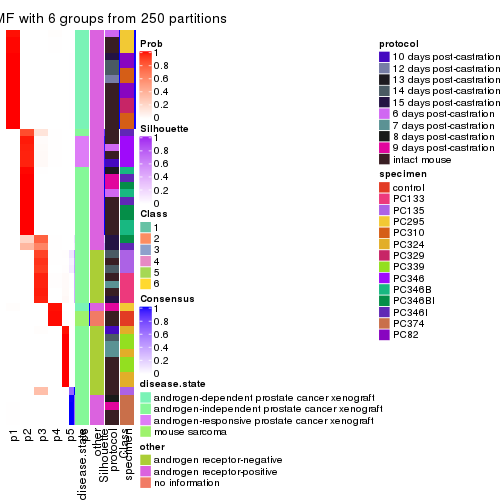 MF with 6 groups from 250 partitions
Prob
1
0.8
0.6
0.4
0.2
0
Silhouette
1
0.8
0.6
0.4
0.2
0
Class
1
2
3
4
5
6
Consensus
1
0.8
0.6
0.4
0.2
0
disease.state
androgen-dependent prostate cancer xenograft
androgen-independent prostate cancer xenograft
androgen-responsive prostate cancer xenograft
mouse sarcoma
other
androgen receptor-negative
androgen receptor-positive
no information
protocol
10 days post-castration
12 days post-castration
13 days post-castration
14 days post-castration
15 days post-castration
6 days post-castration
7 days post-castration
8 days post-castration
9 days post-castration
intact mouse
specimen
control
PC133
PC135
PC295
PC310
PC324
PC329
PC339
PC346
PC346B
PC346BI
PC346I
PC374
PC82
p1
p2
p3
p4
p5
disease.state
other
Silhouette
protocol
Class
specimen